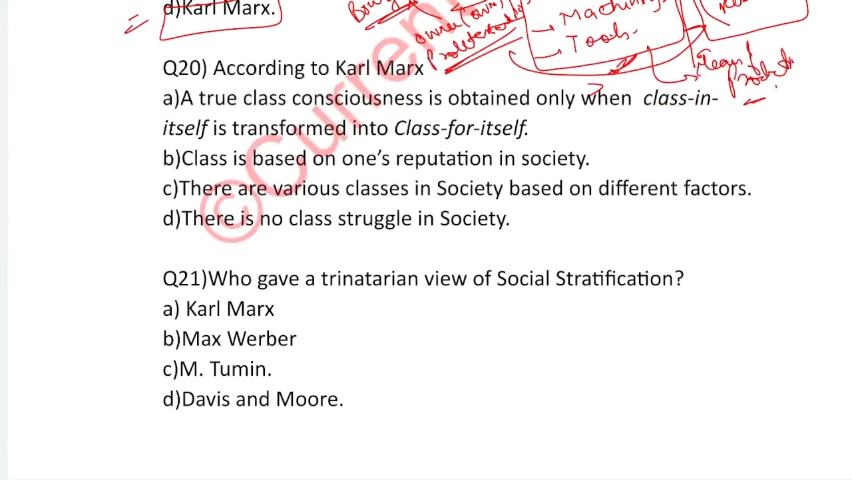 d)Karl Marx.
→ Machin
→ Tools.
Q20) According to Karl Marx
a)A true class consciousness is obtained only when class-in-
itself is transformed into Class-for-itself.
b)Class is based on one's reputation in society.
c)There are various classes in Society based on different factors.
d)There is no class struggle in Society.
Q21)Who gave a trinatarian view of Social Stratification?
a) Karl Marx
b)Max Werber
c)M. Tumin.
d)Davis and Moore.
©Curren